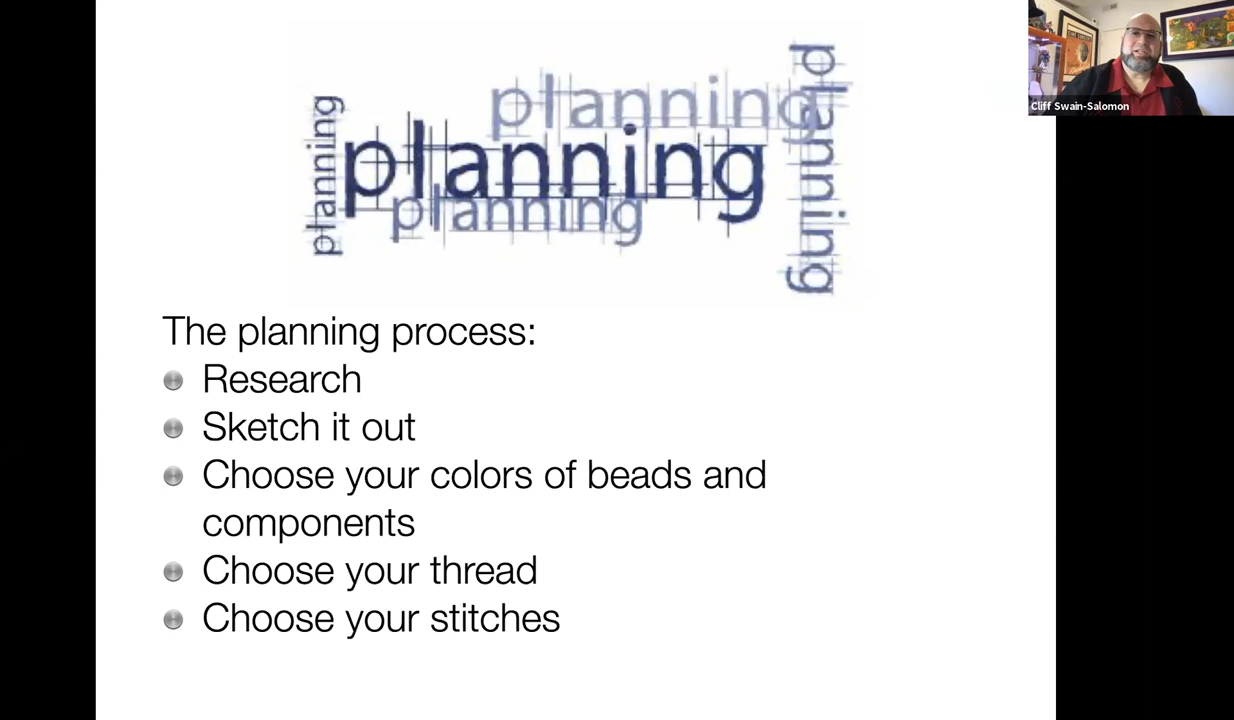 planning
planning
planning
planning
planning
Cliff Swain-Salomon
The planning process:
Research
Sketch it out
Choose your colors of beads and
components
Choose your thread
Choose your stitches